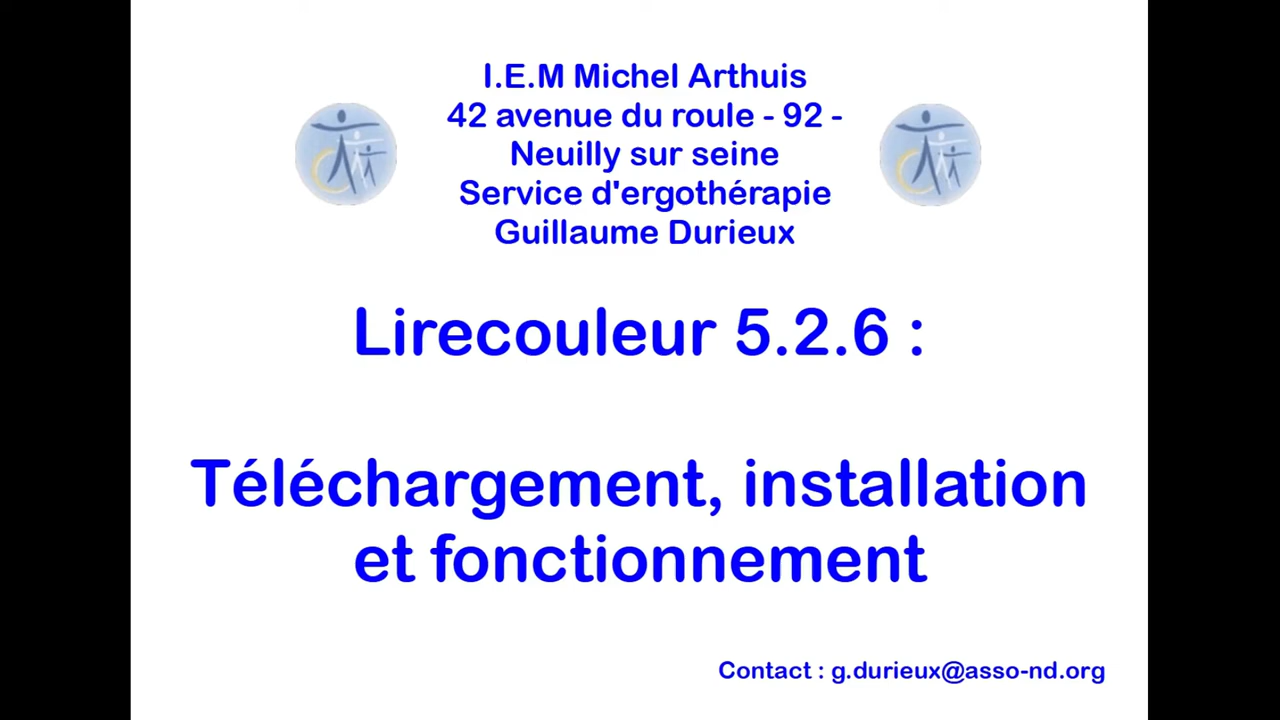 I.E.M Michel Arthuis
42 avenue du roule - 92 -
Neuilly sur seine
Service d'ergothérapie
Guillaume Durieux
Lirecouleur 5.2.6 :
Téléchargement, installation
et fonctionnement
Contact : g.durieux@asso-nd.org